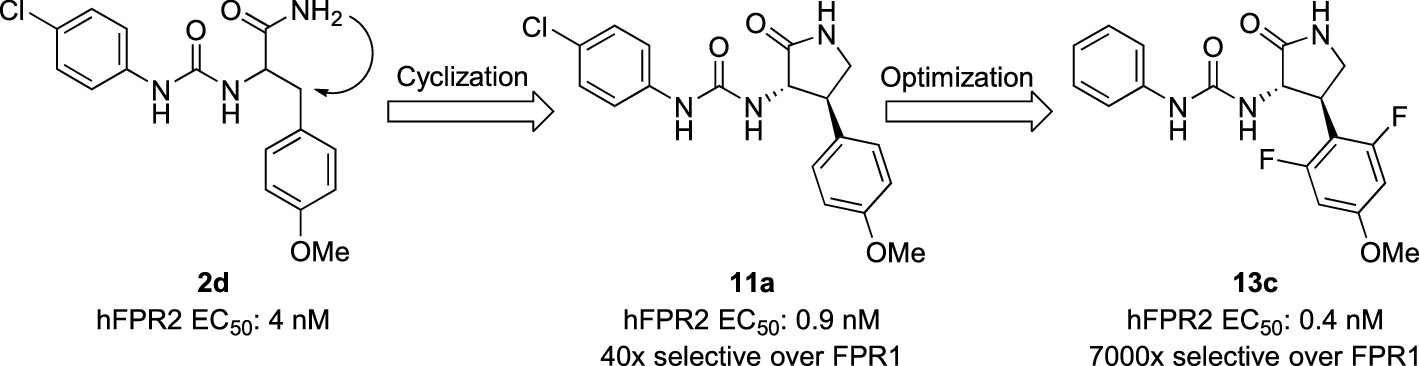 Cl
O
NH2
O
N
H
N
H
OMe
2d
hFPR2 EC50: 4 nM
Cyclization
Cl
O
H
N
O
N
H
N
H
OMe
11a
hFPR2 EC50: 0.9 nM
40x selective over FPR1
Optimization
O
H
N
O
N
H
N
H
F
F
OMe
13c
hFPR2 EC50: 0.4 nM
7000x selective over FPR1